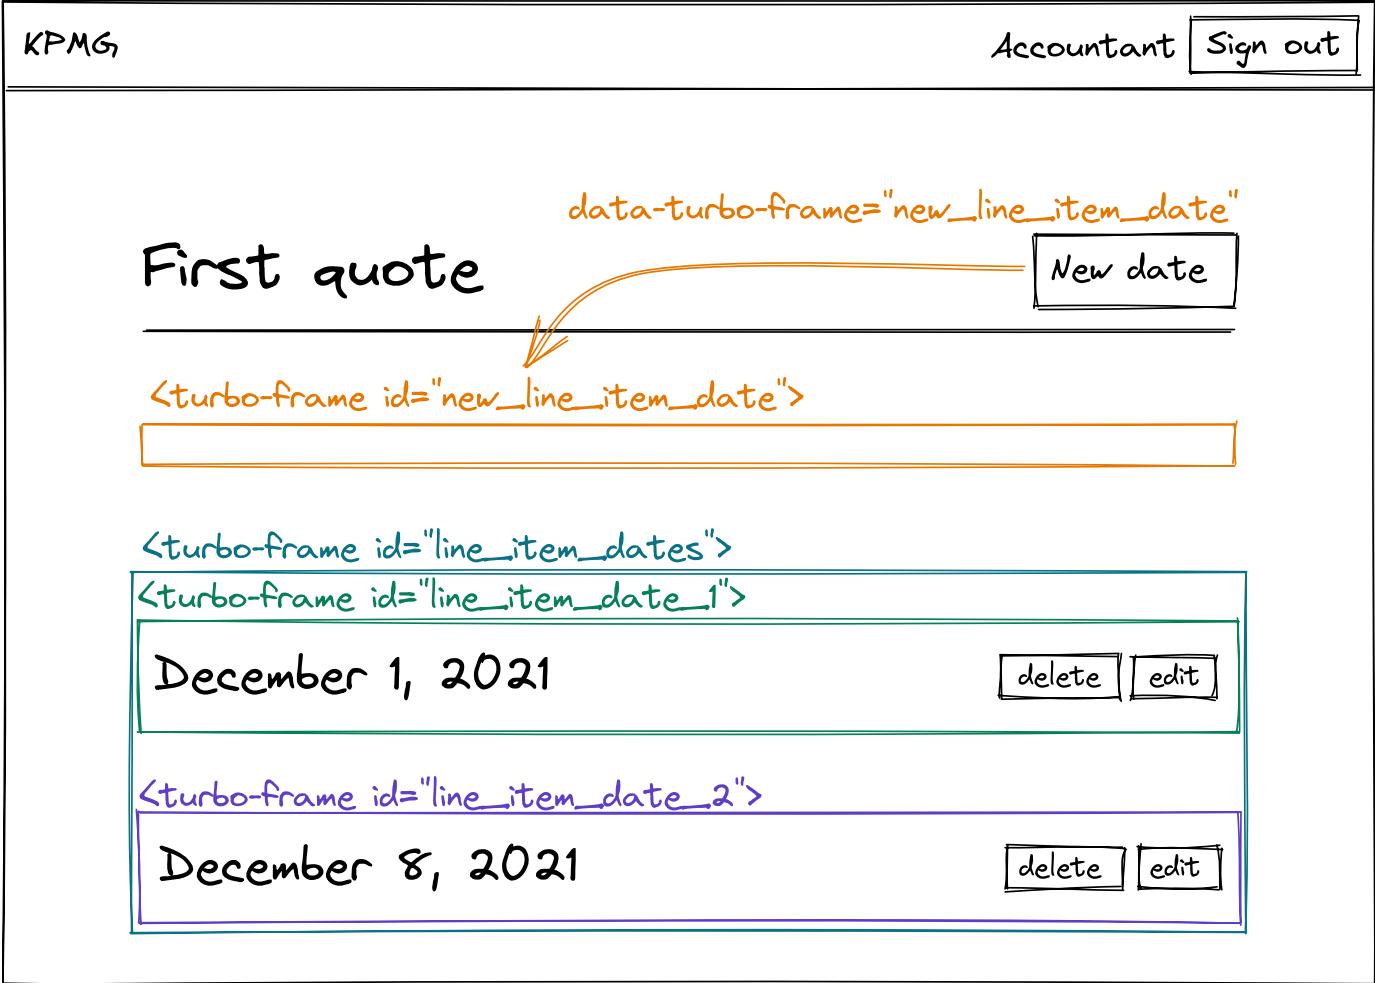 KPMG
Accountant Sign out
data-turbo-frame="new_line_item_date"
First quote New date
<turbo-frame id="new_line_item_date">
<turbo-frame id="line_item_dates">
<turbo-frame id="line_item_date_1">
December 1, 2021 delete edit
<turbo-frame id="line_item_date_2">
December 8, 2021 delete edit